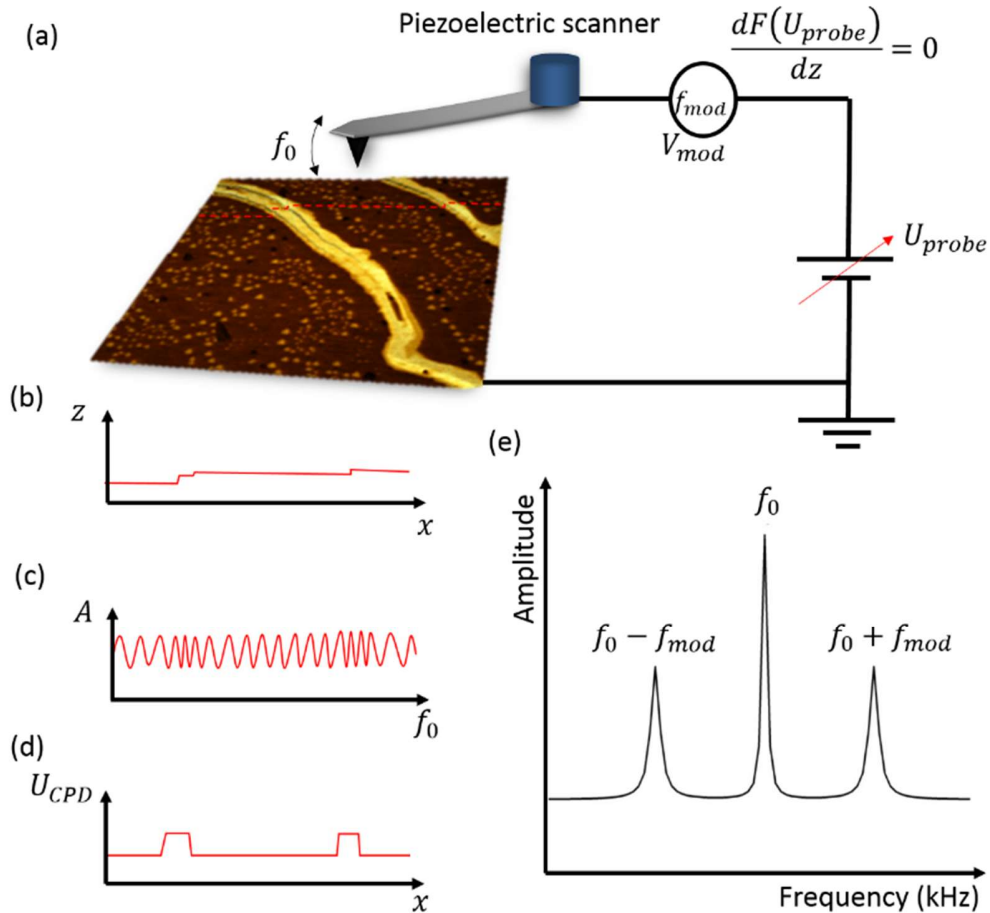 (a)
Piezoelectric scanner
dF(U_probe)/dz = 0
f_mod
V_mod
f_0
U_probe
(b)
z
x
(c)
A
f_0
(d)
U_CPD
x
(e)
Amplitude
f_0
f_0 − f_mod
f_0 + f_mod
Frequency (kHz)